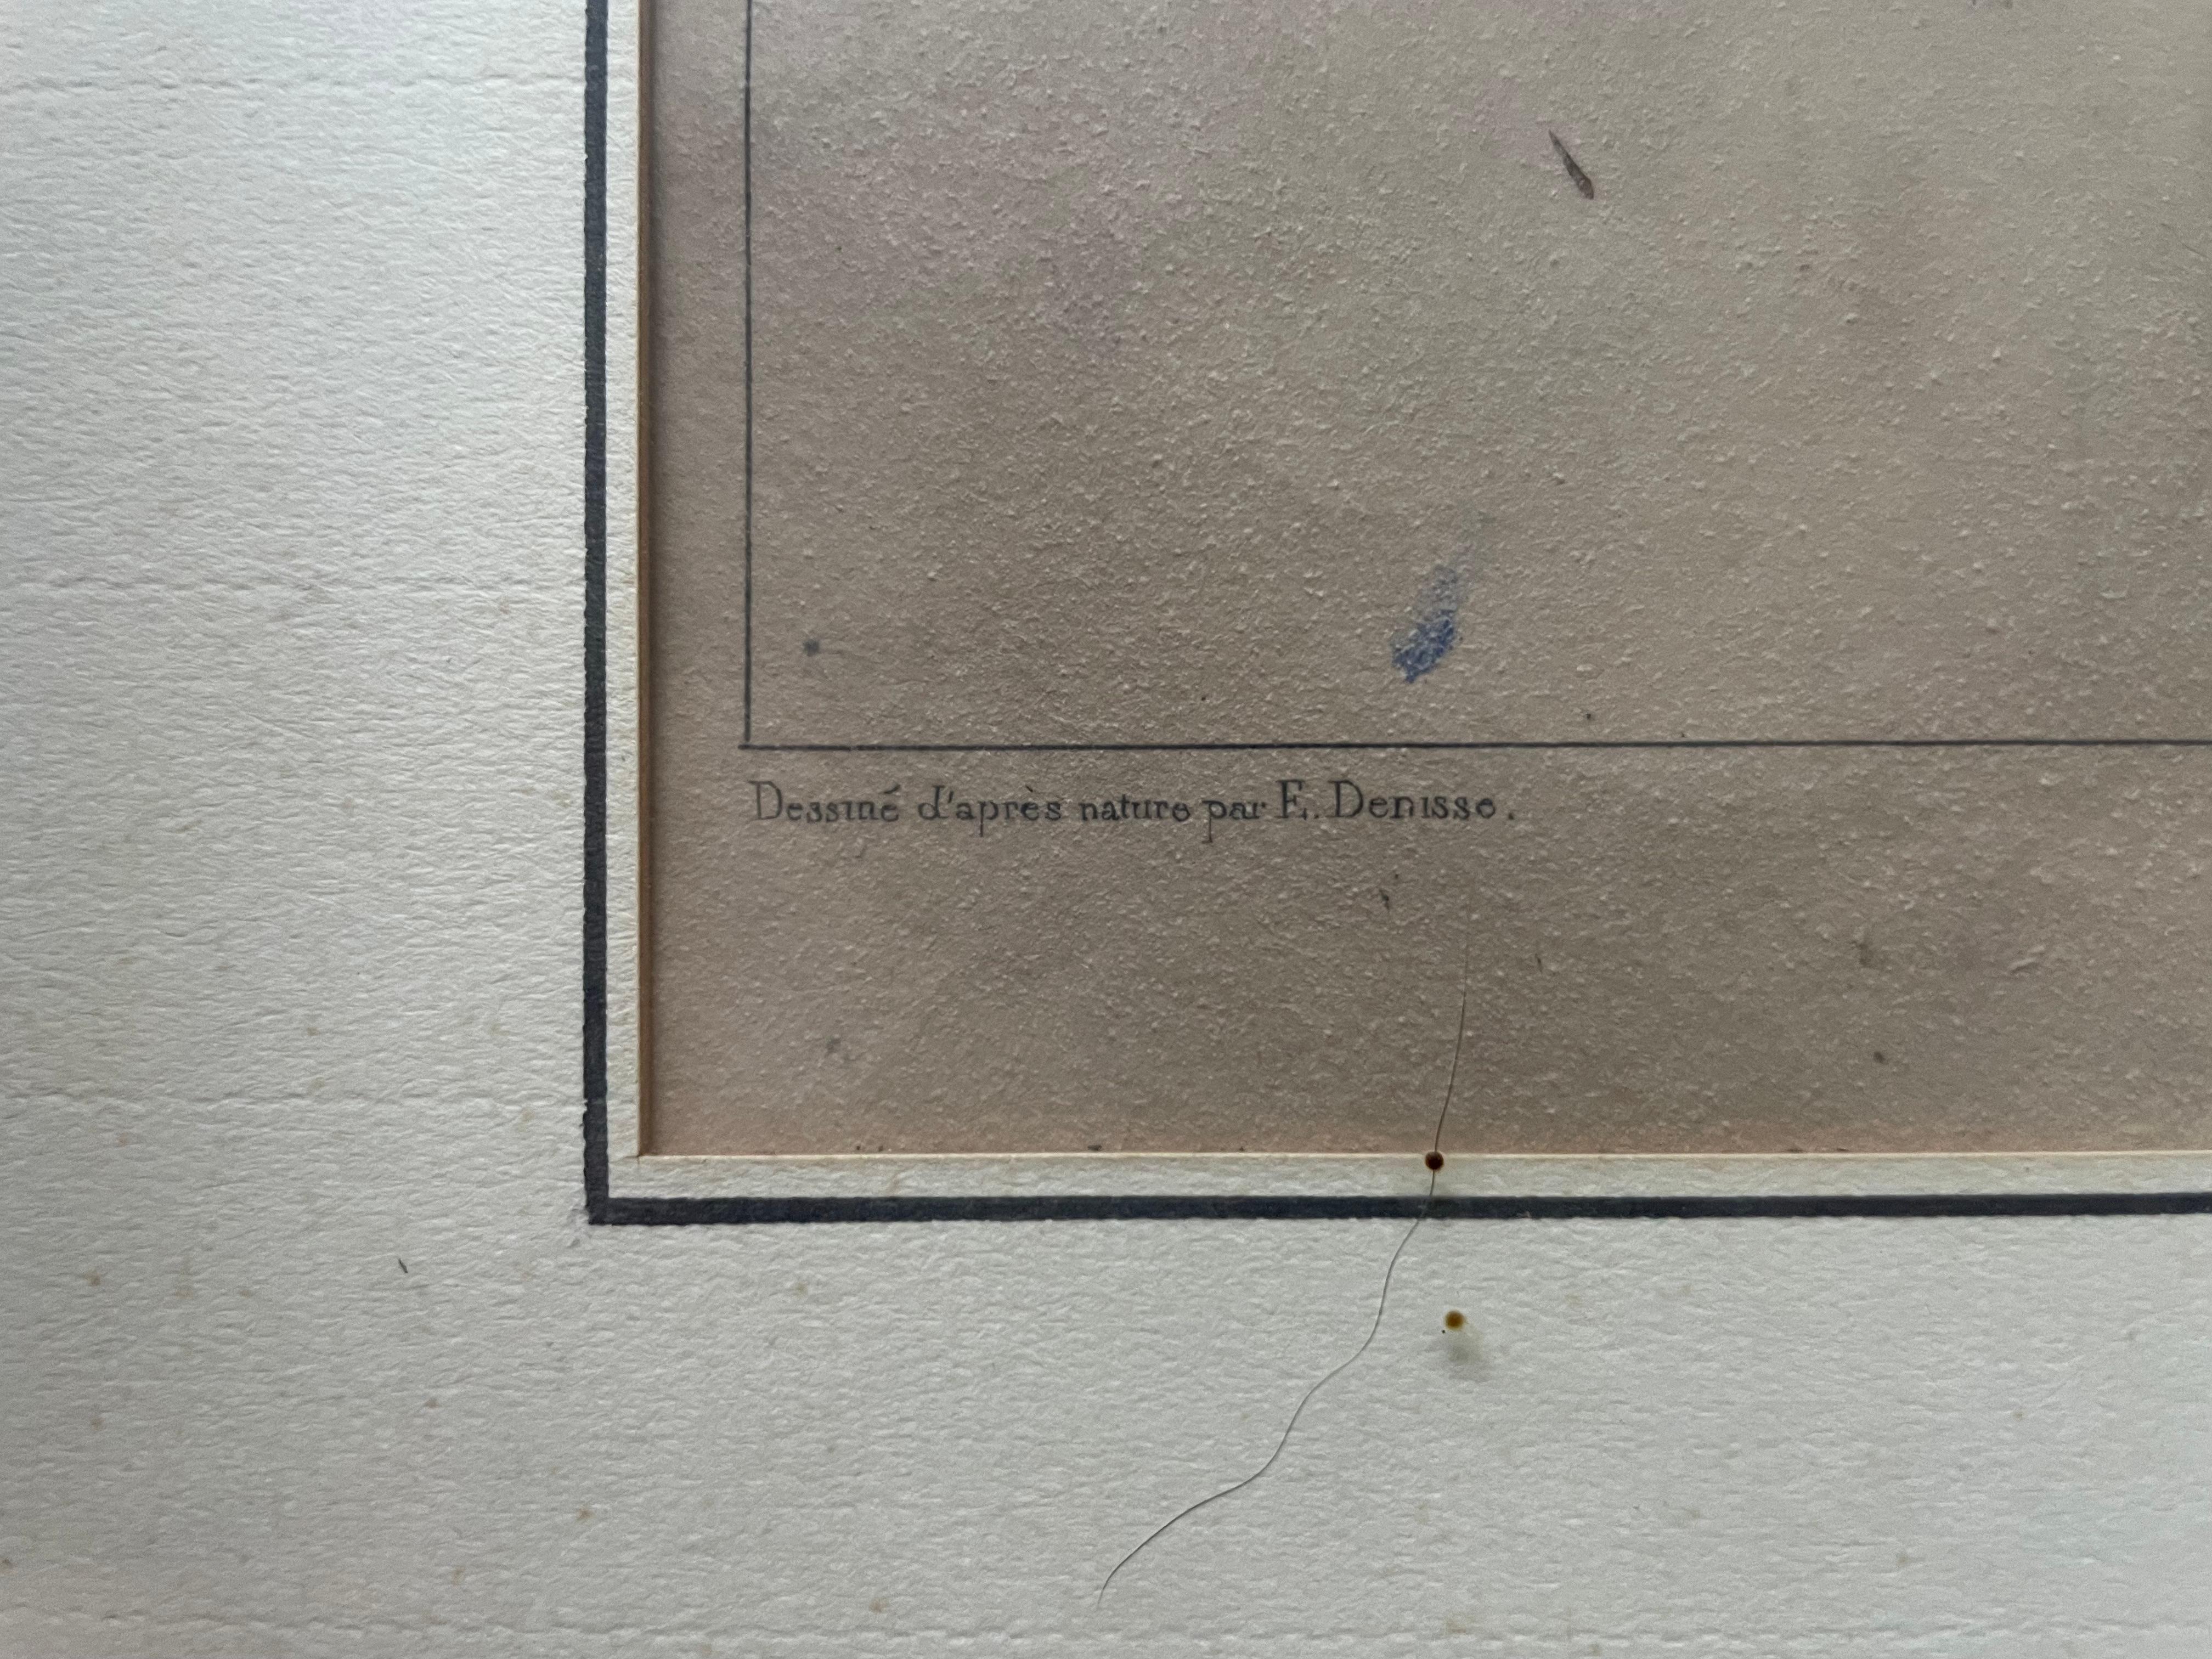 Dessiné d'après nature par E. Denisse.